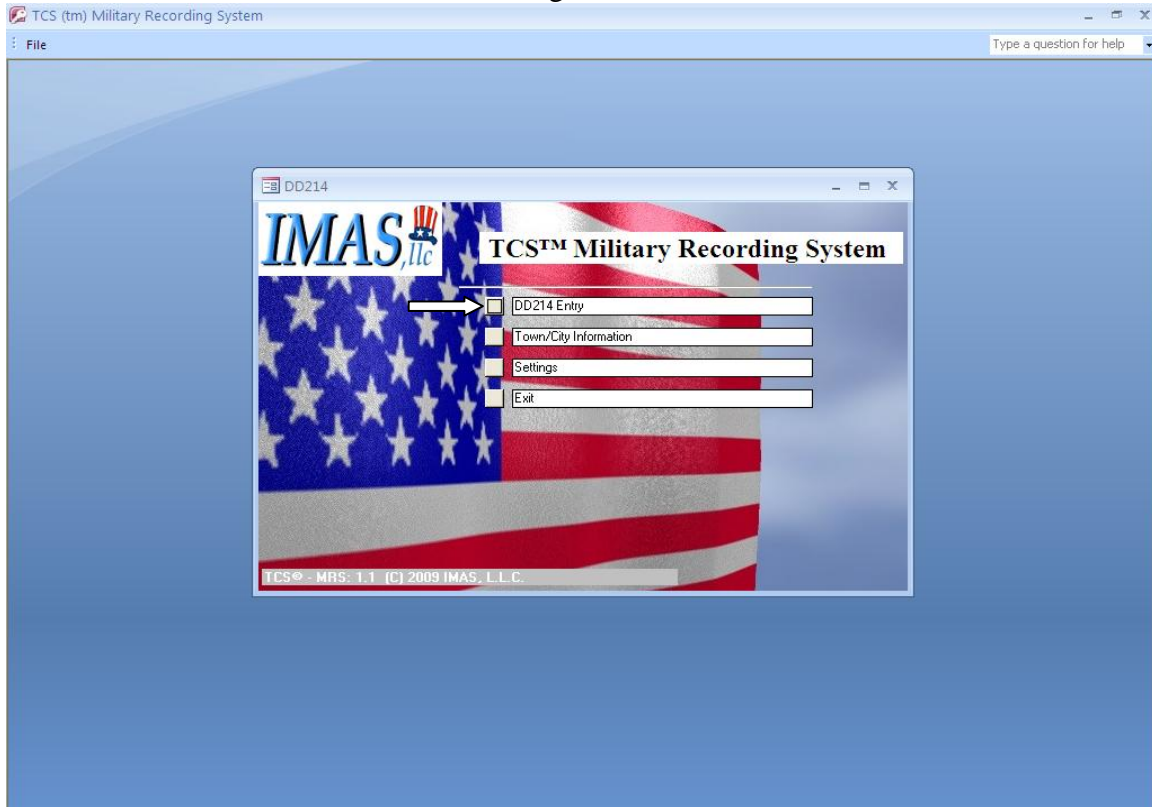 TCS (tm) Military Recording System
File
Type a question for help
DD214
IMAS, llc
TCS™ Military Recording System
DD214 Entry
Town/City Information
Settings
Exit
TCS© - MRS: 1.1 (C) 2009 IMAS, L.L.C.